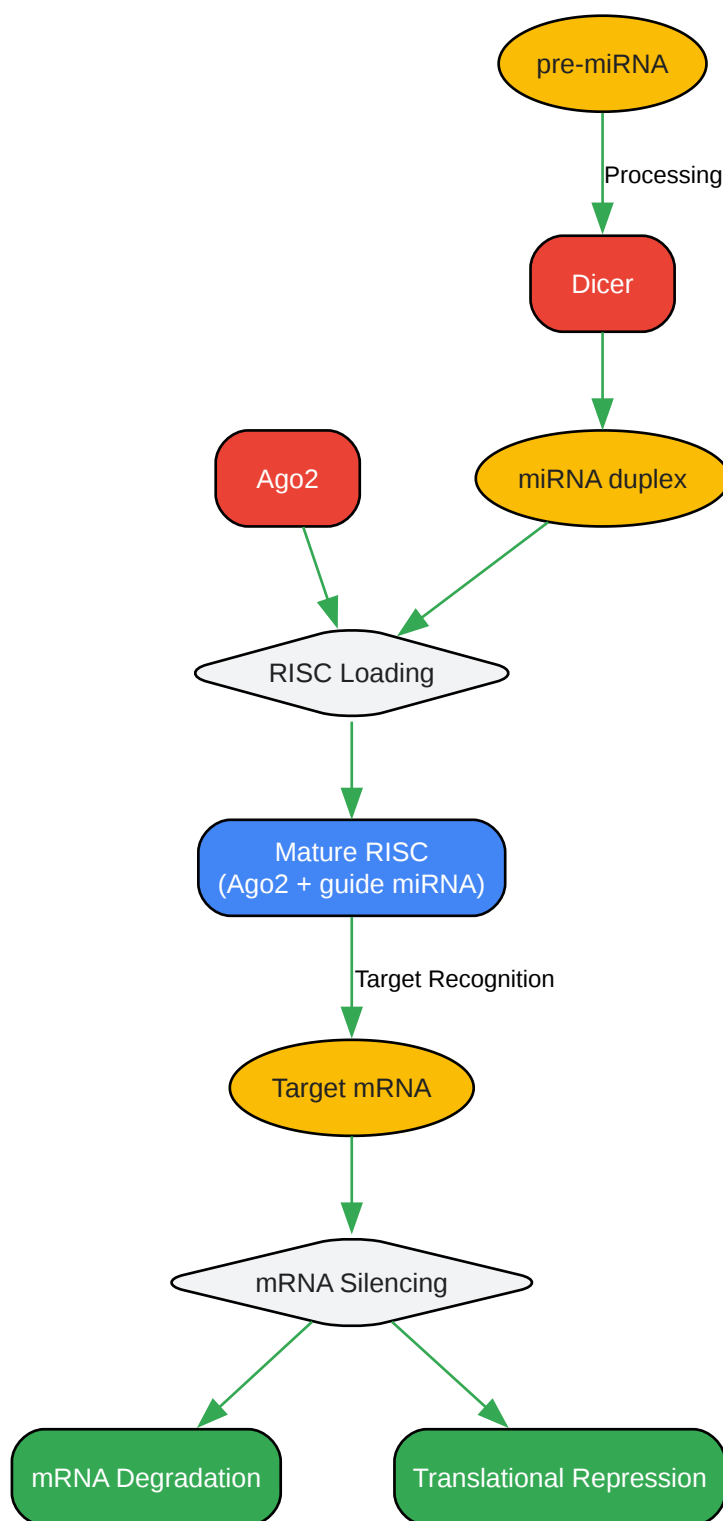 pre-miRNA
Processing
Dicer
Ago2
miRNA duplex
RISC Loading
Mature RISC
(Ago2 + guide miRNA)
Target Recognition
Target mRNA
mRNA Silencing
mRNA Degradation
Translational Repression